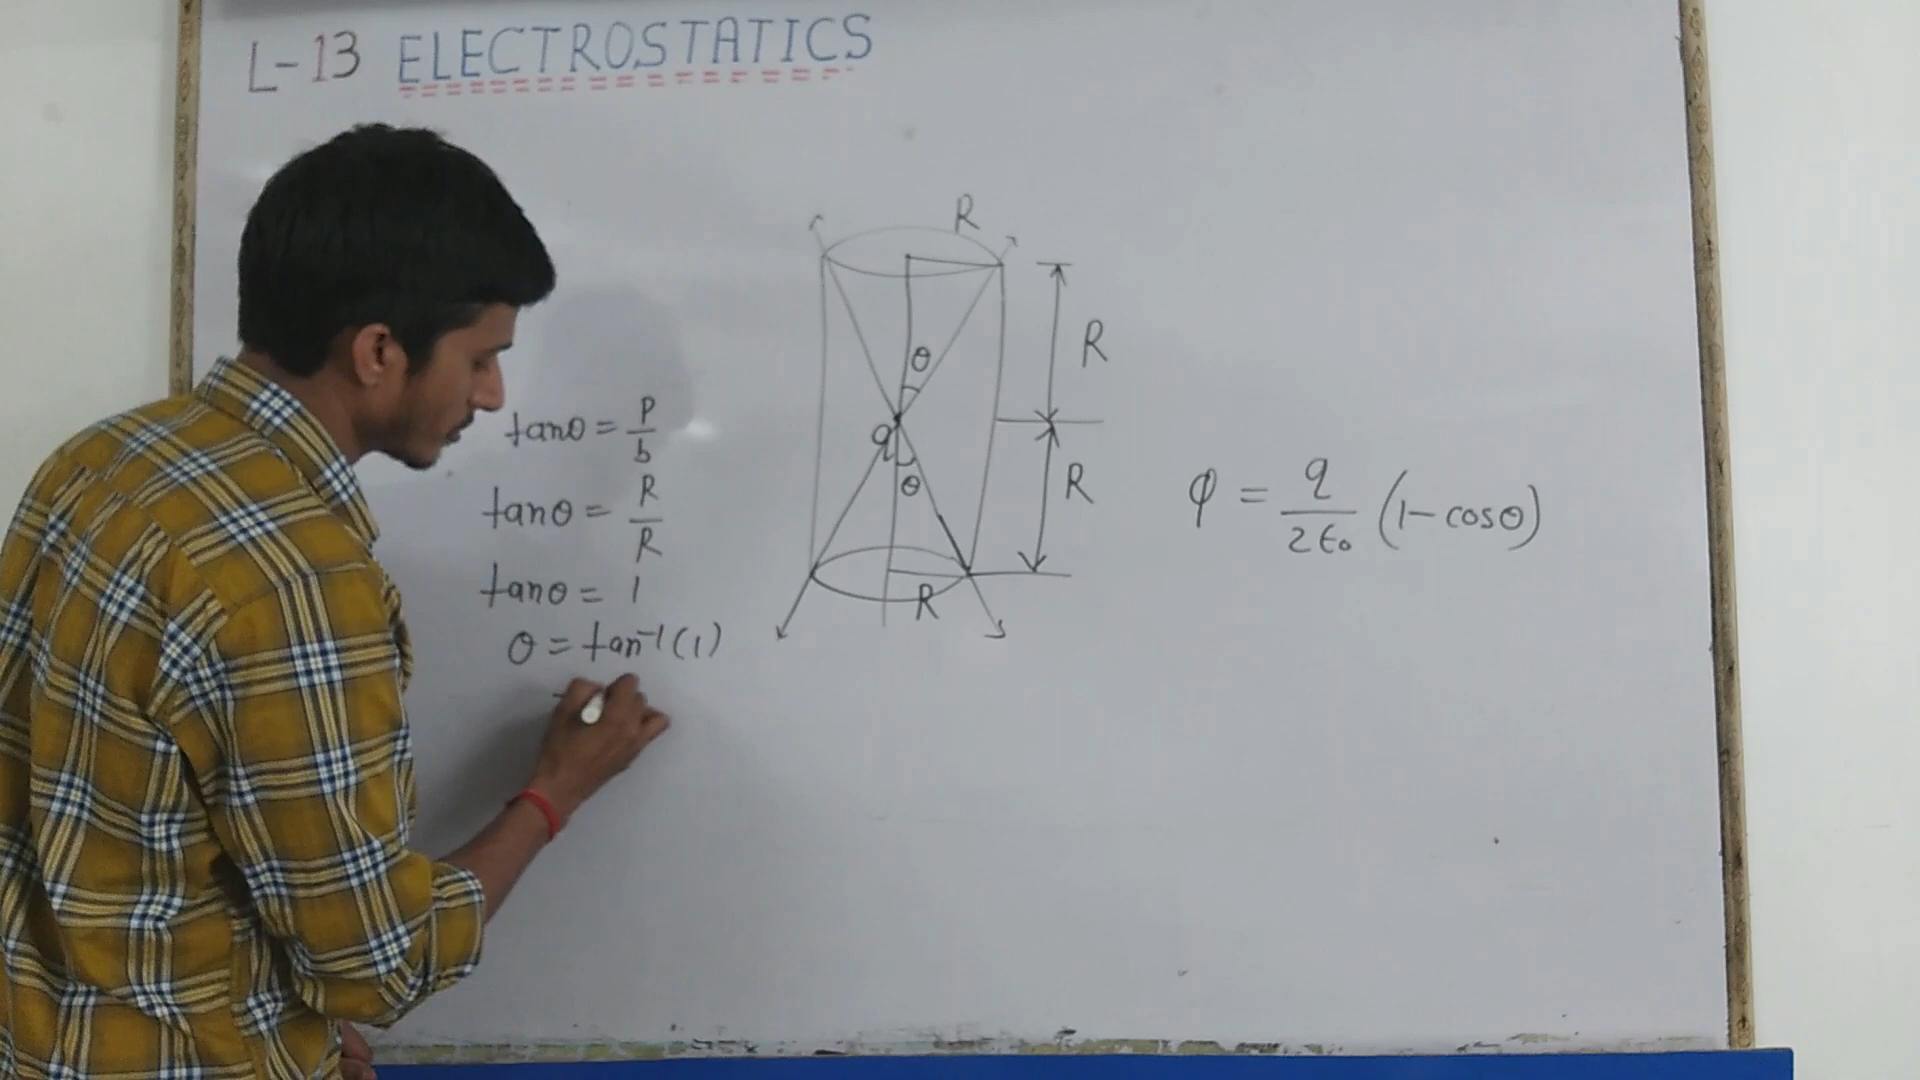 L-13 ELECTROSTATICS
R
θ
R
q
θ
R
R
tanθ = P/b
tanθ = R/R
tanθ = 1
θ = tan⁻¹(1)
φ = q/2ϵ₀ (1-cosθ)